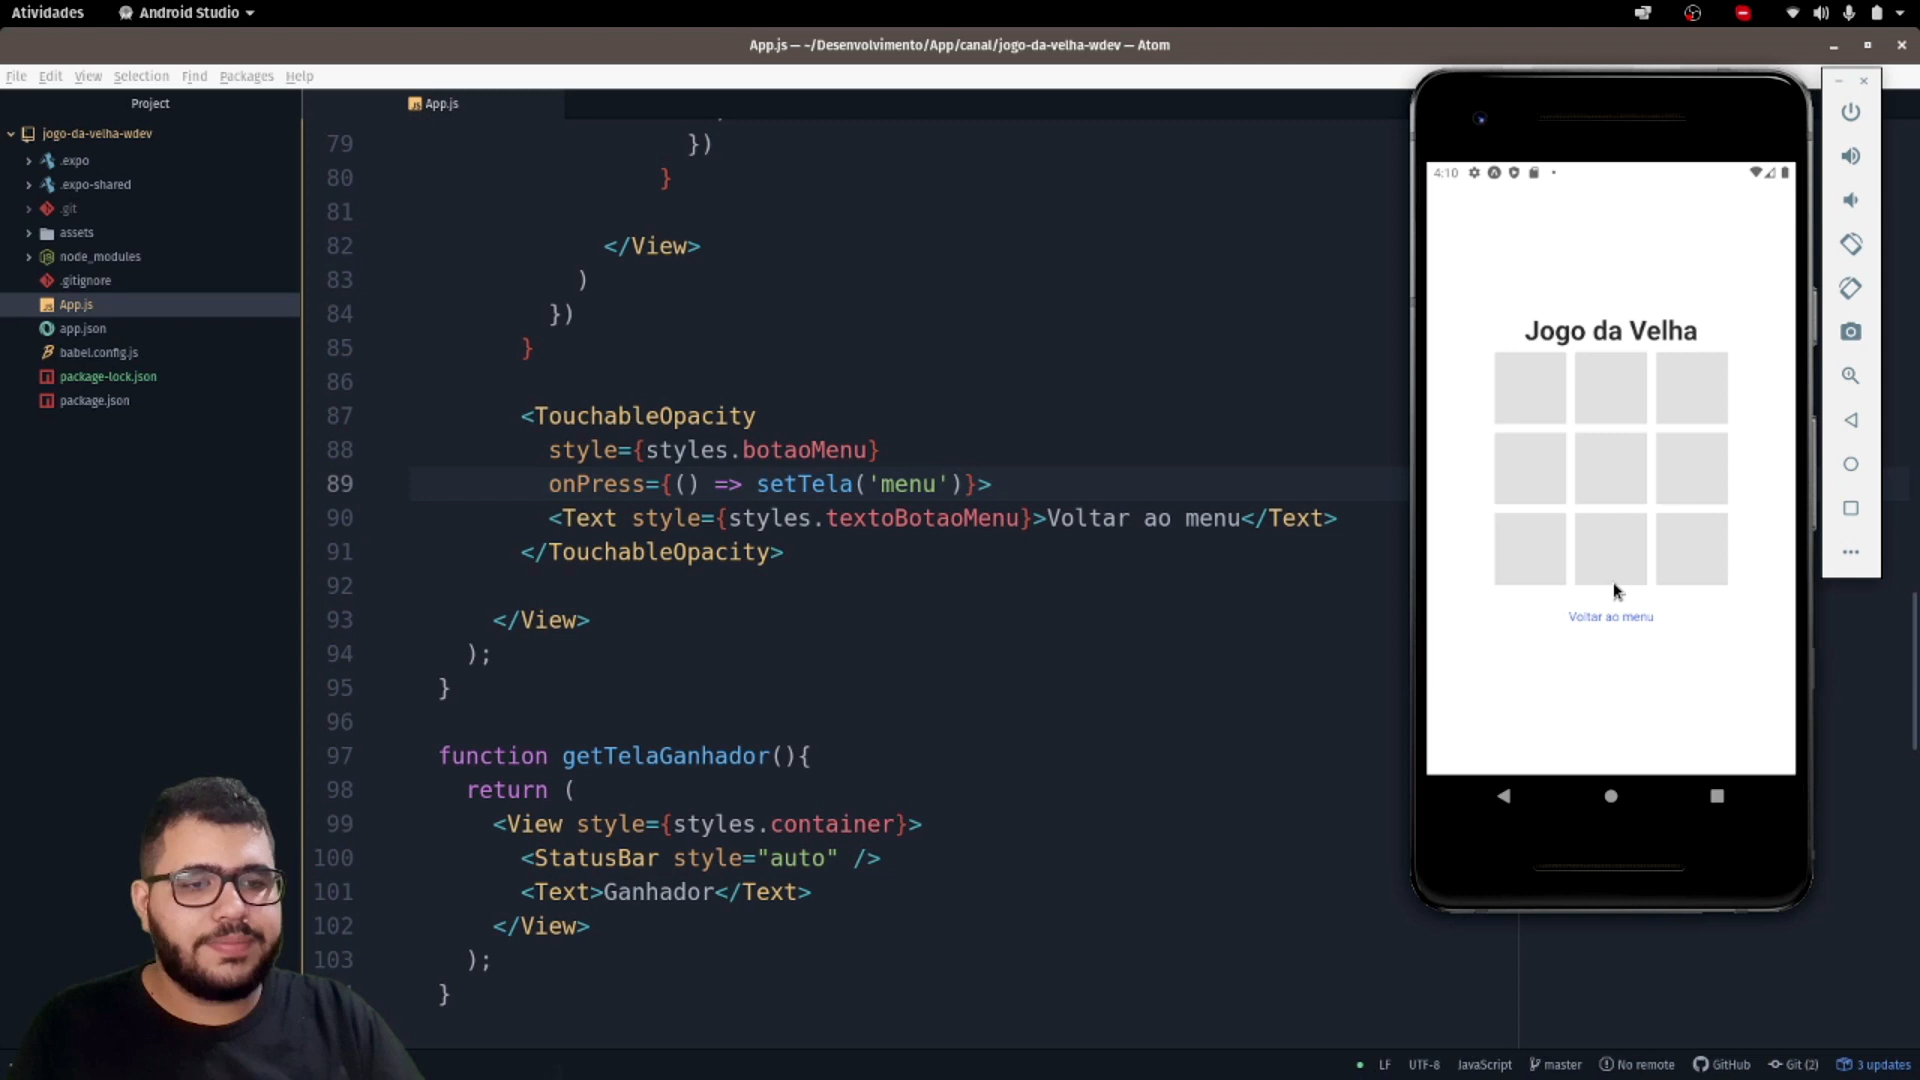 Atividades
Android Studio
App.js — ~/Desenvolvimento/App/canal/jogo-da-velha-wdev — Atom
File Edit View Selection Find Packages Help
Project
jogo-da-velha-wdev
.expo
.expo-shared
.git
assets
node_modules
.gitignore
App.js
app.json
babel.config.js
package-lock.json
package.json
App.js
79 })
80 }
81
82 </View>
83 )
84 })
85 }
86
87 <TouchableOpacity
88 style={styles.botaoMenu}
89 onPress={() => setTela('menu')}>
90 <Text style={styles.textoBotaoMenu}>Voltar ao menu</Text>
91 </TouchableOpacity>
92
93 </View>
94 );
95 }
96
97 function getTelaGanhador(){
98 return (
99 <View style={styles.container}>
100 <StatusBar style="auto" />
101 <Text>Ganhador</Text>
102 </View>
103 );
}
4:10
Jogo da Velha
Voltar ao menu
LF UTF-8 JavaScript master No remote GitHub Git (2) 3 updates